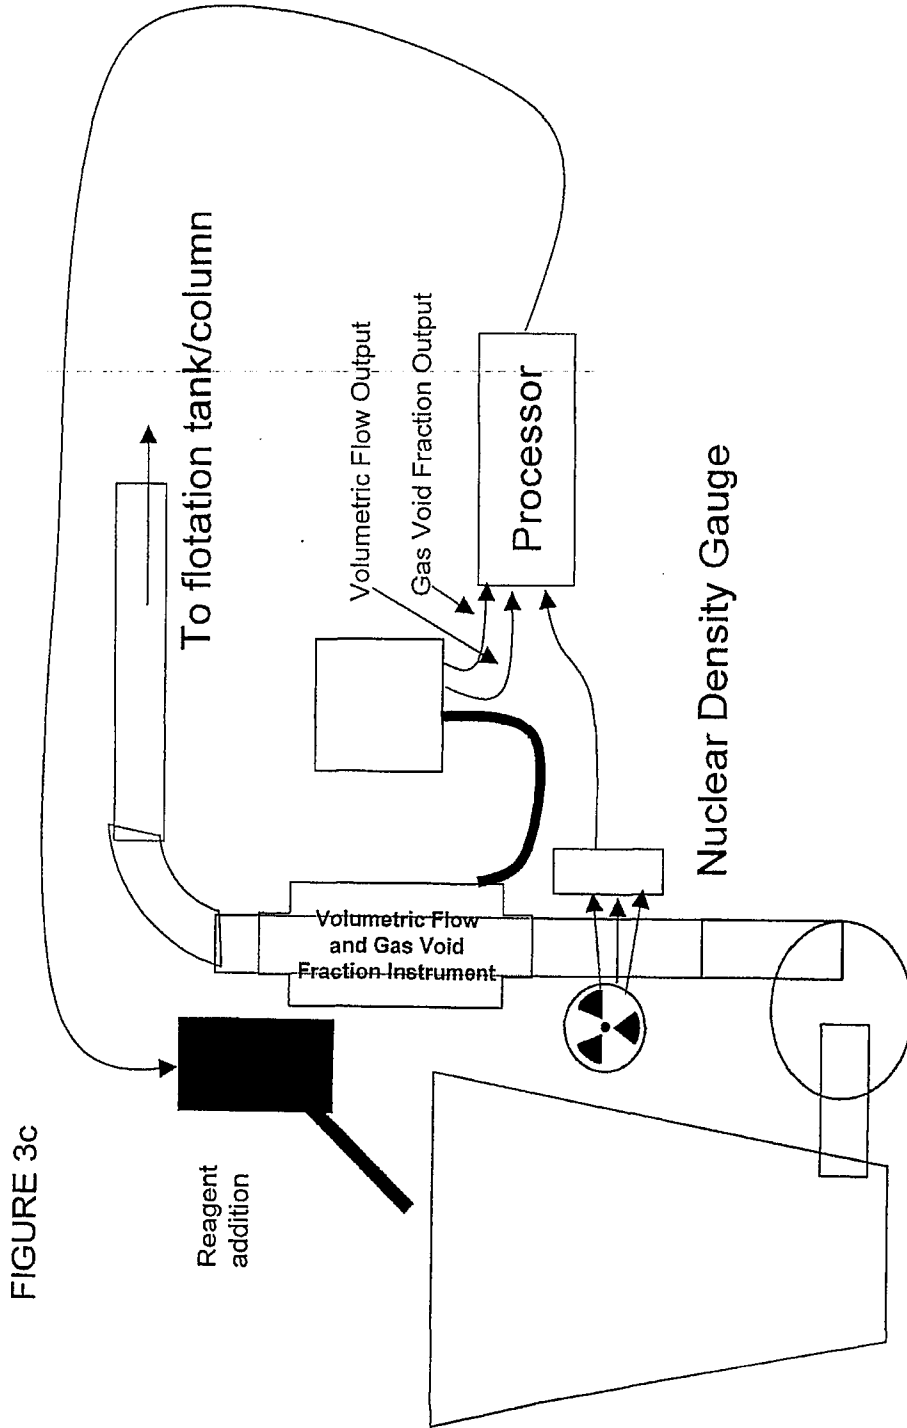 FIGURE 3c
Reagent
addition
To flotation tank/column
Volumetric Flow
and Gas Void
Fraction Instrument
Volumetric Flow Output
Gas Void Fraction Output
Processor
Nuclear Density Gauge